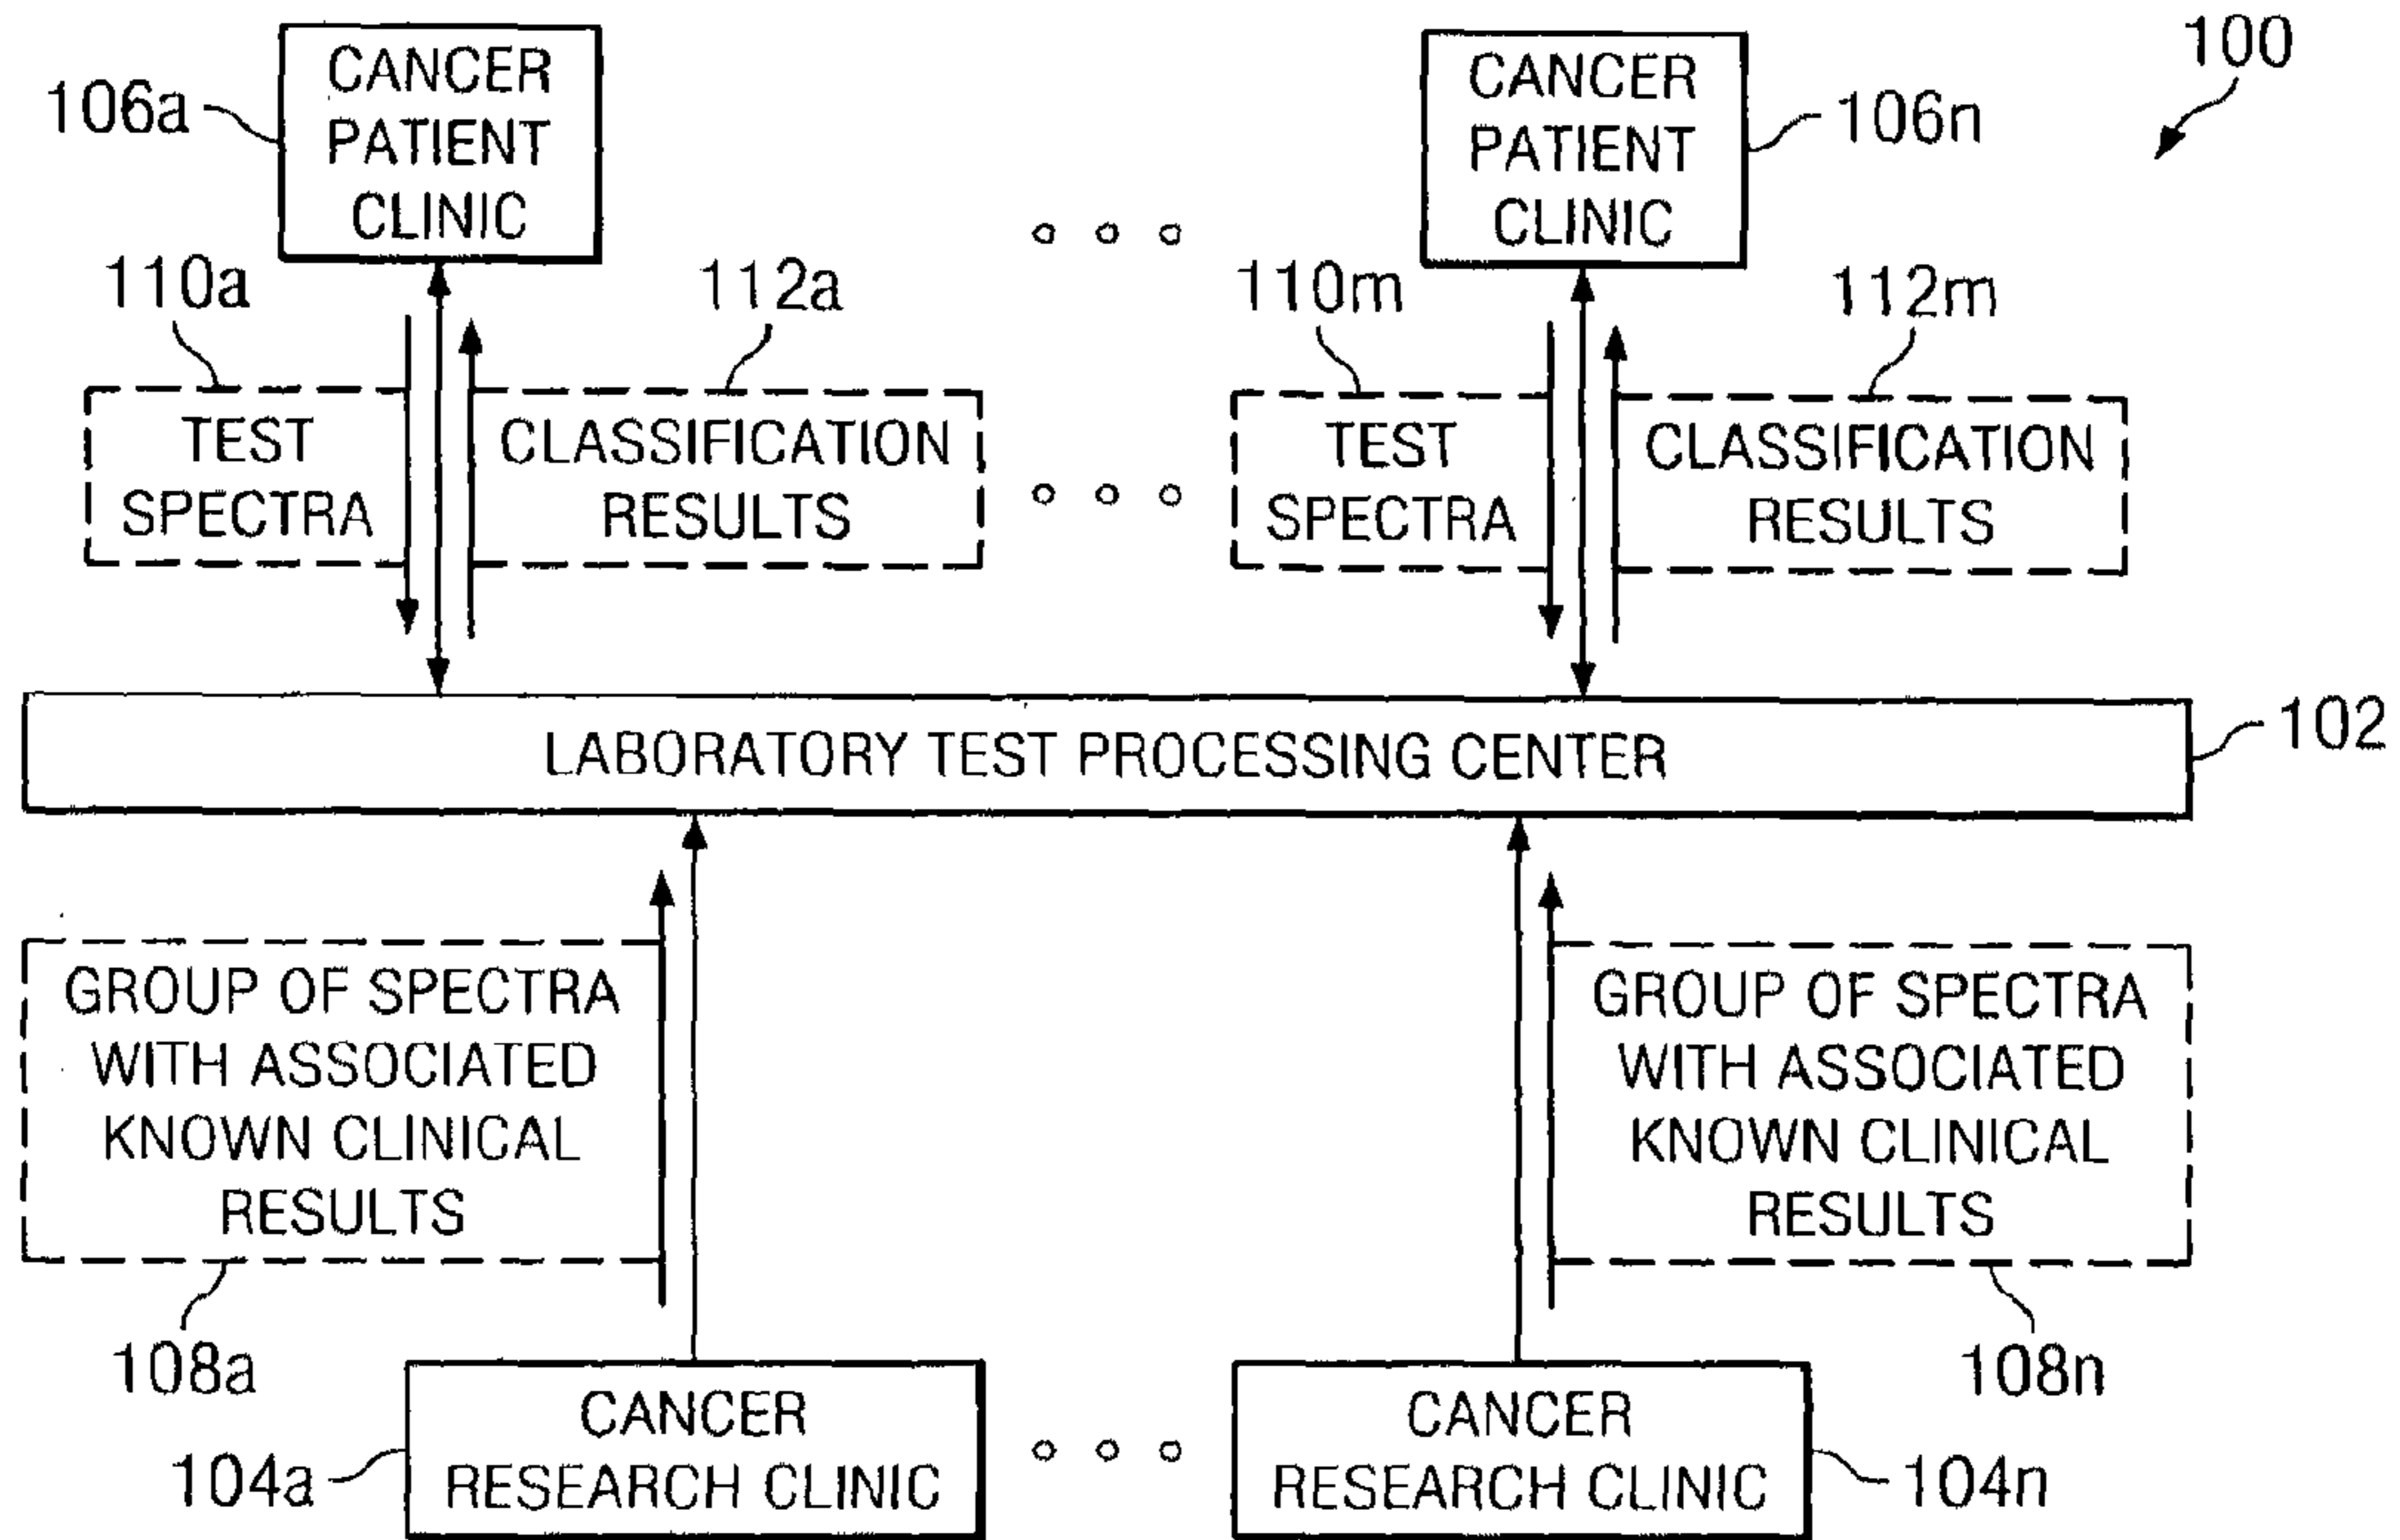 100
106a
CANCER
PATIENT
CLINIC
CANCER
PATIENT
CLINIC
106n
110a
112a
110m
112m
TEST
SPECTRA
CLASSIFICATION
RESULTS
TEST
SPECTRA
CLASSIFICATION
RESULTS
LABORATORY TEST PROCESSING CENTER
102
GROUP OF SPECTRA
WITH ASSOCIATED
KNOWN CLINICAL
RESULTS
GROUP OF SPECTRA
WITH ASSOCIATED
KNOWN CLINICAL
RESULTS
108a
108n
104a
CANCER
RESEARCH CLINIC
CANCER
RESEARCH CLINIC
104n